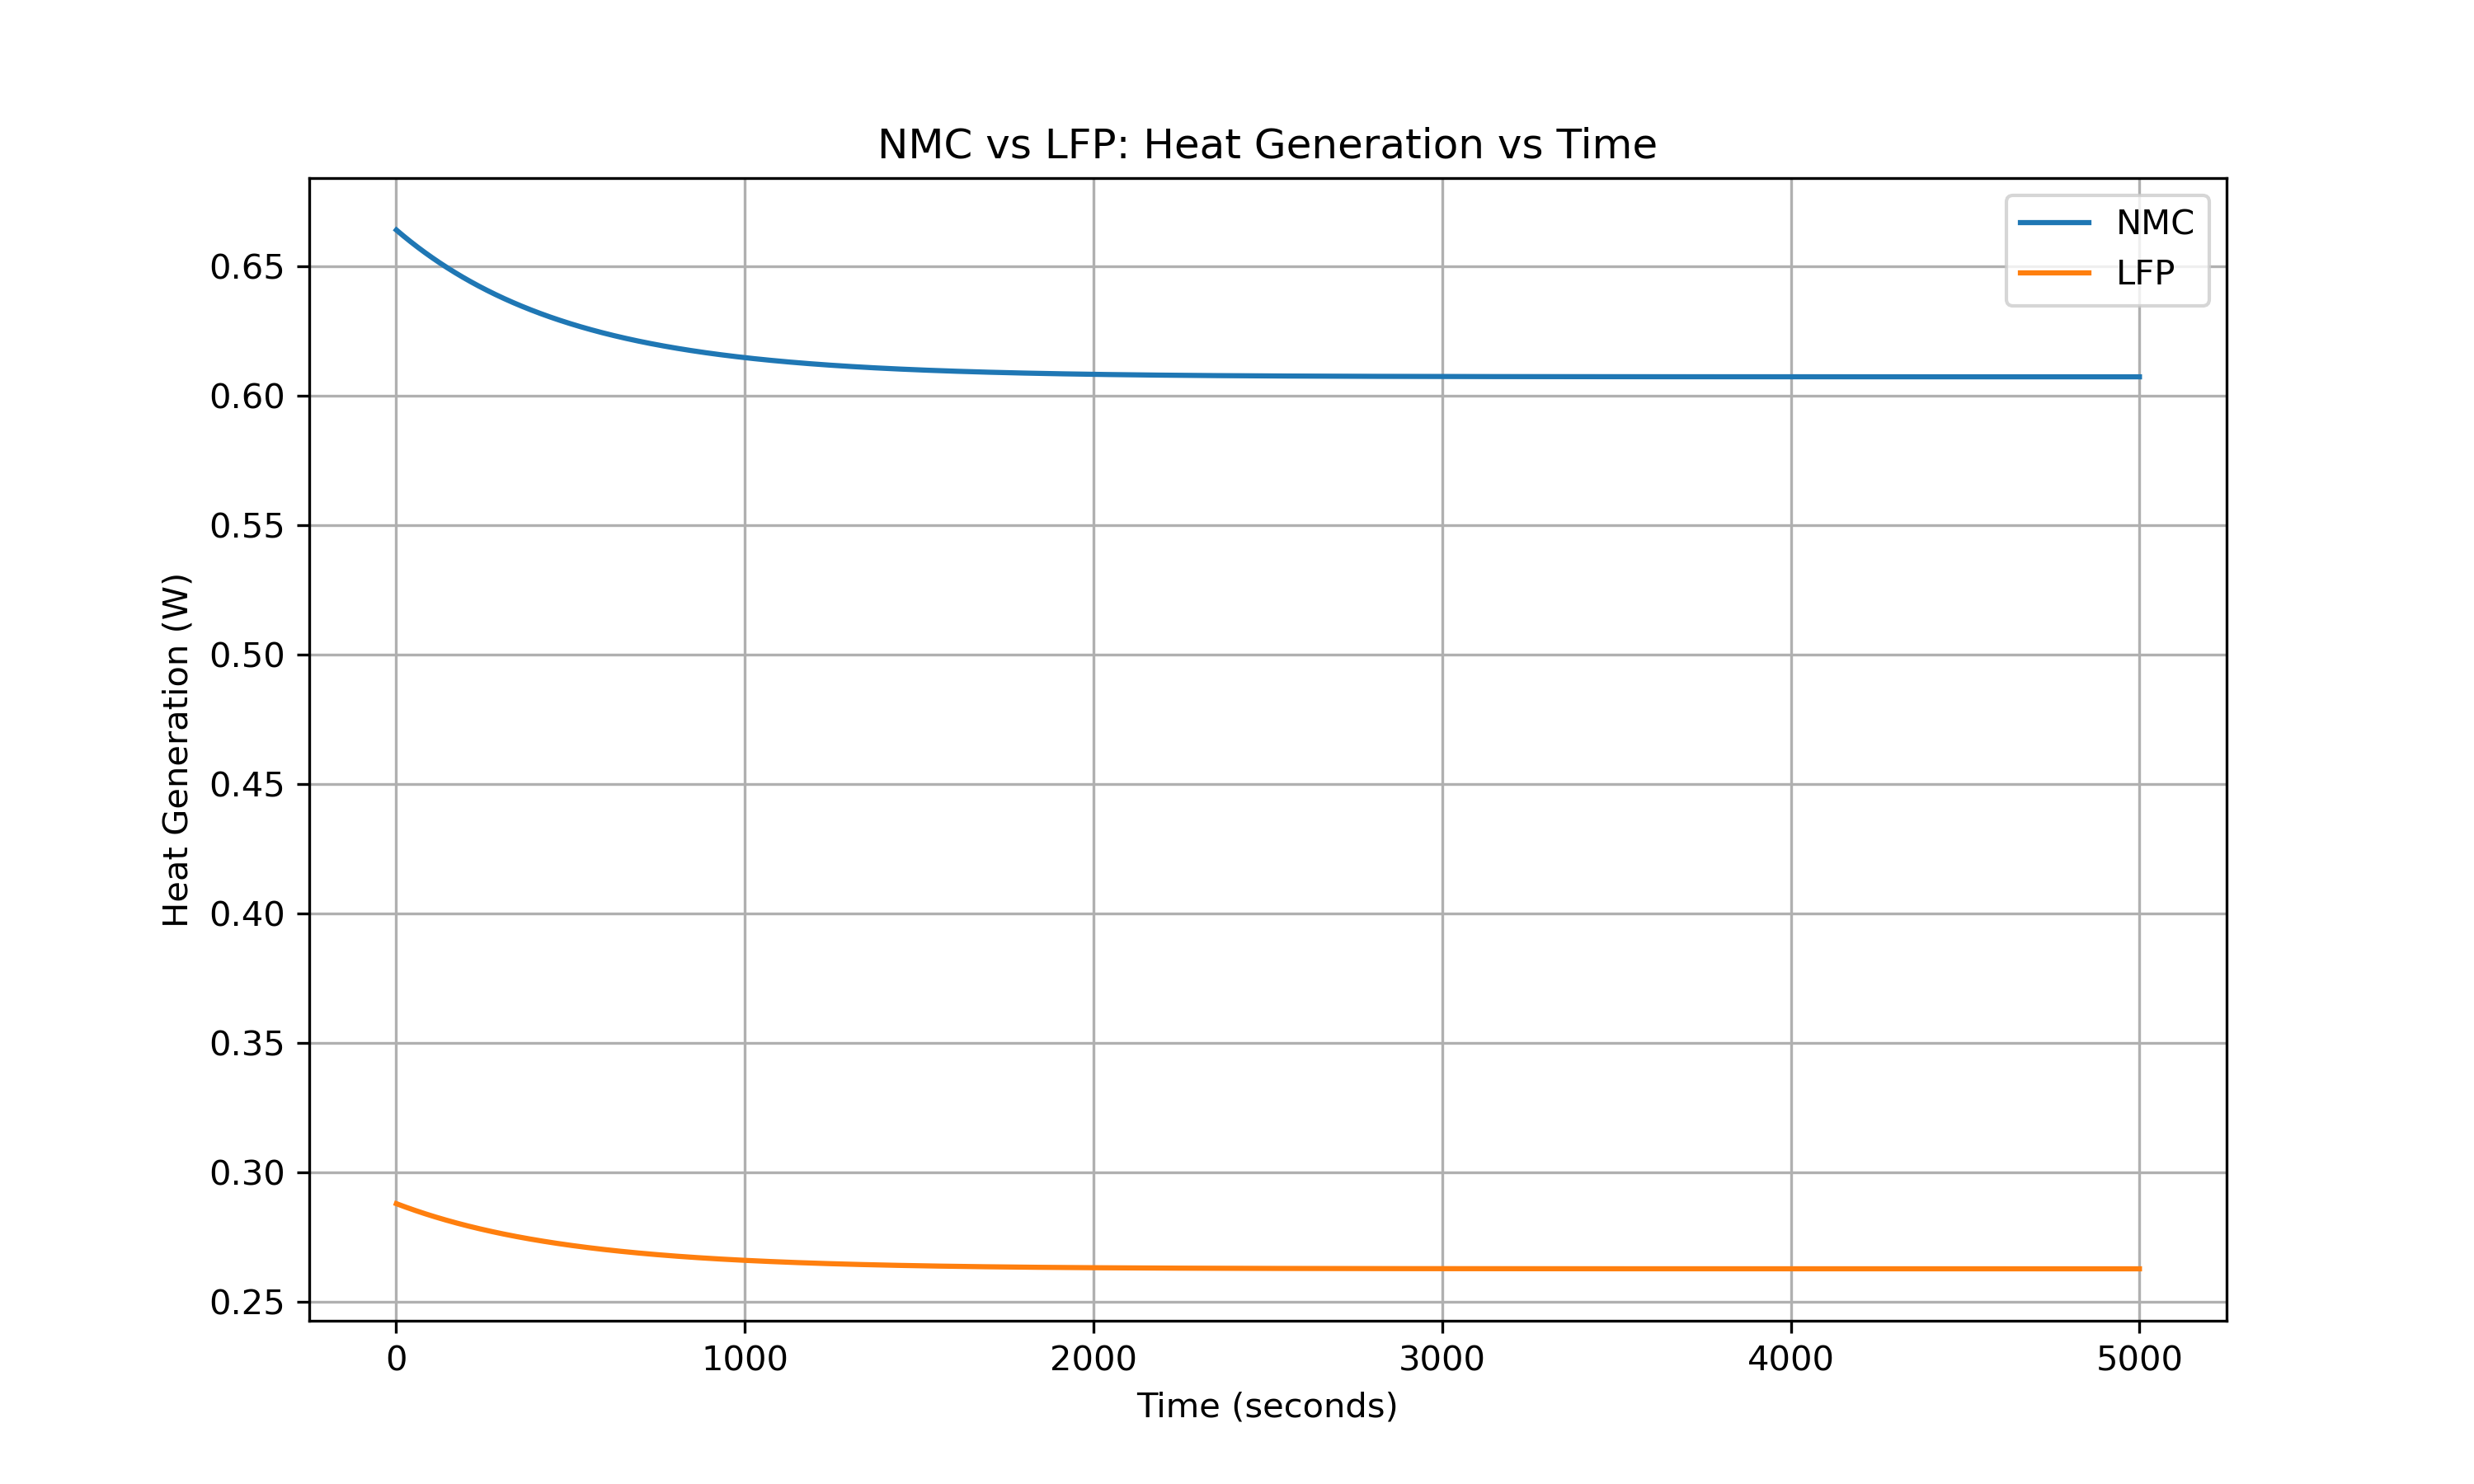 NMC vs LFP: Heat Generation vs Time
NMC
LFP
Heat Generation (W)
0.65
0.60
0.55
0.50
0.45
0.40
0.35
0.30
0.25
0 1000 2000 3000 4000 5000
Time (seconds)